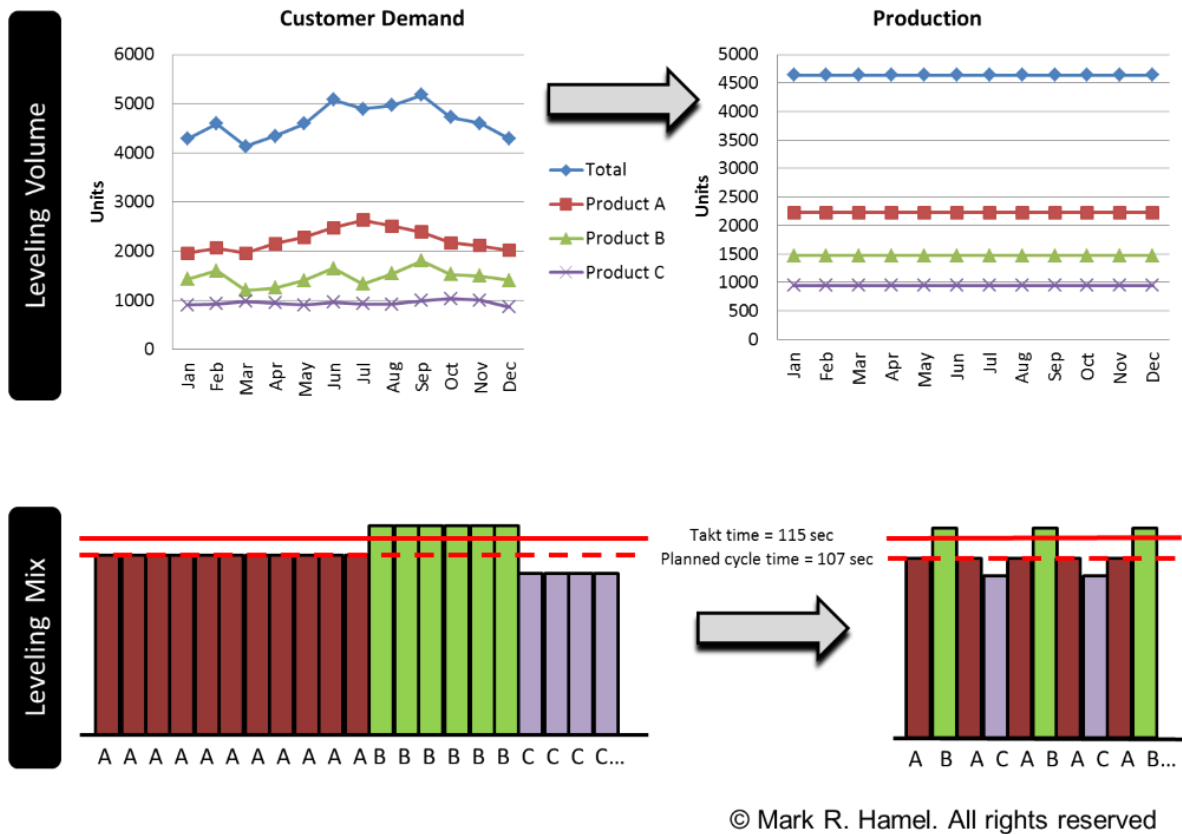 Leveling Volume
Customer Demand
Units
6000
5000
4000
3000
2000
1000
0
Jan Feb Mar Apr May Jun Jul Aug Sep Oct Nov Dec
Total
Product A
Product B
Product C
Production
Units
5000
4500
4000
3500
3000
2500
2000
1500
1000
500
0
Jan Feb Mar Apr May Jun Jul Aug Sep Oct Nov Dec
Leveling Mix
A A A A A A A A A A A B B B B B B C C C C...
Takt time = 115 sec
Planned cycle time = 107 sec
A B A C A B A C A B...
© Mark R. Hamel. All rights reserved